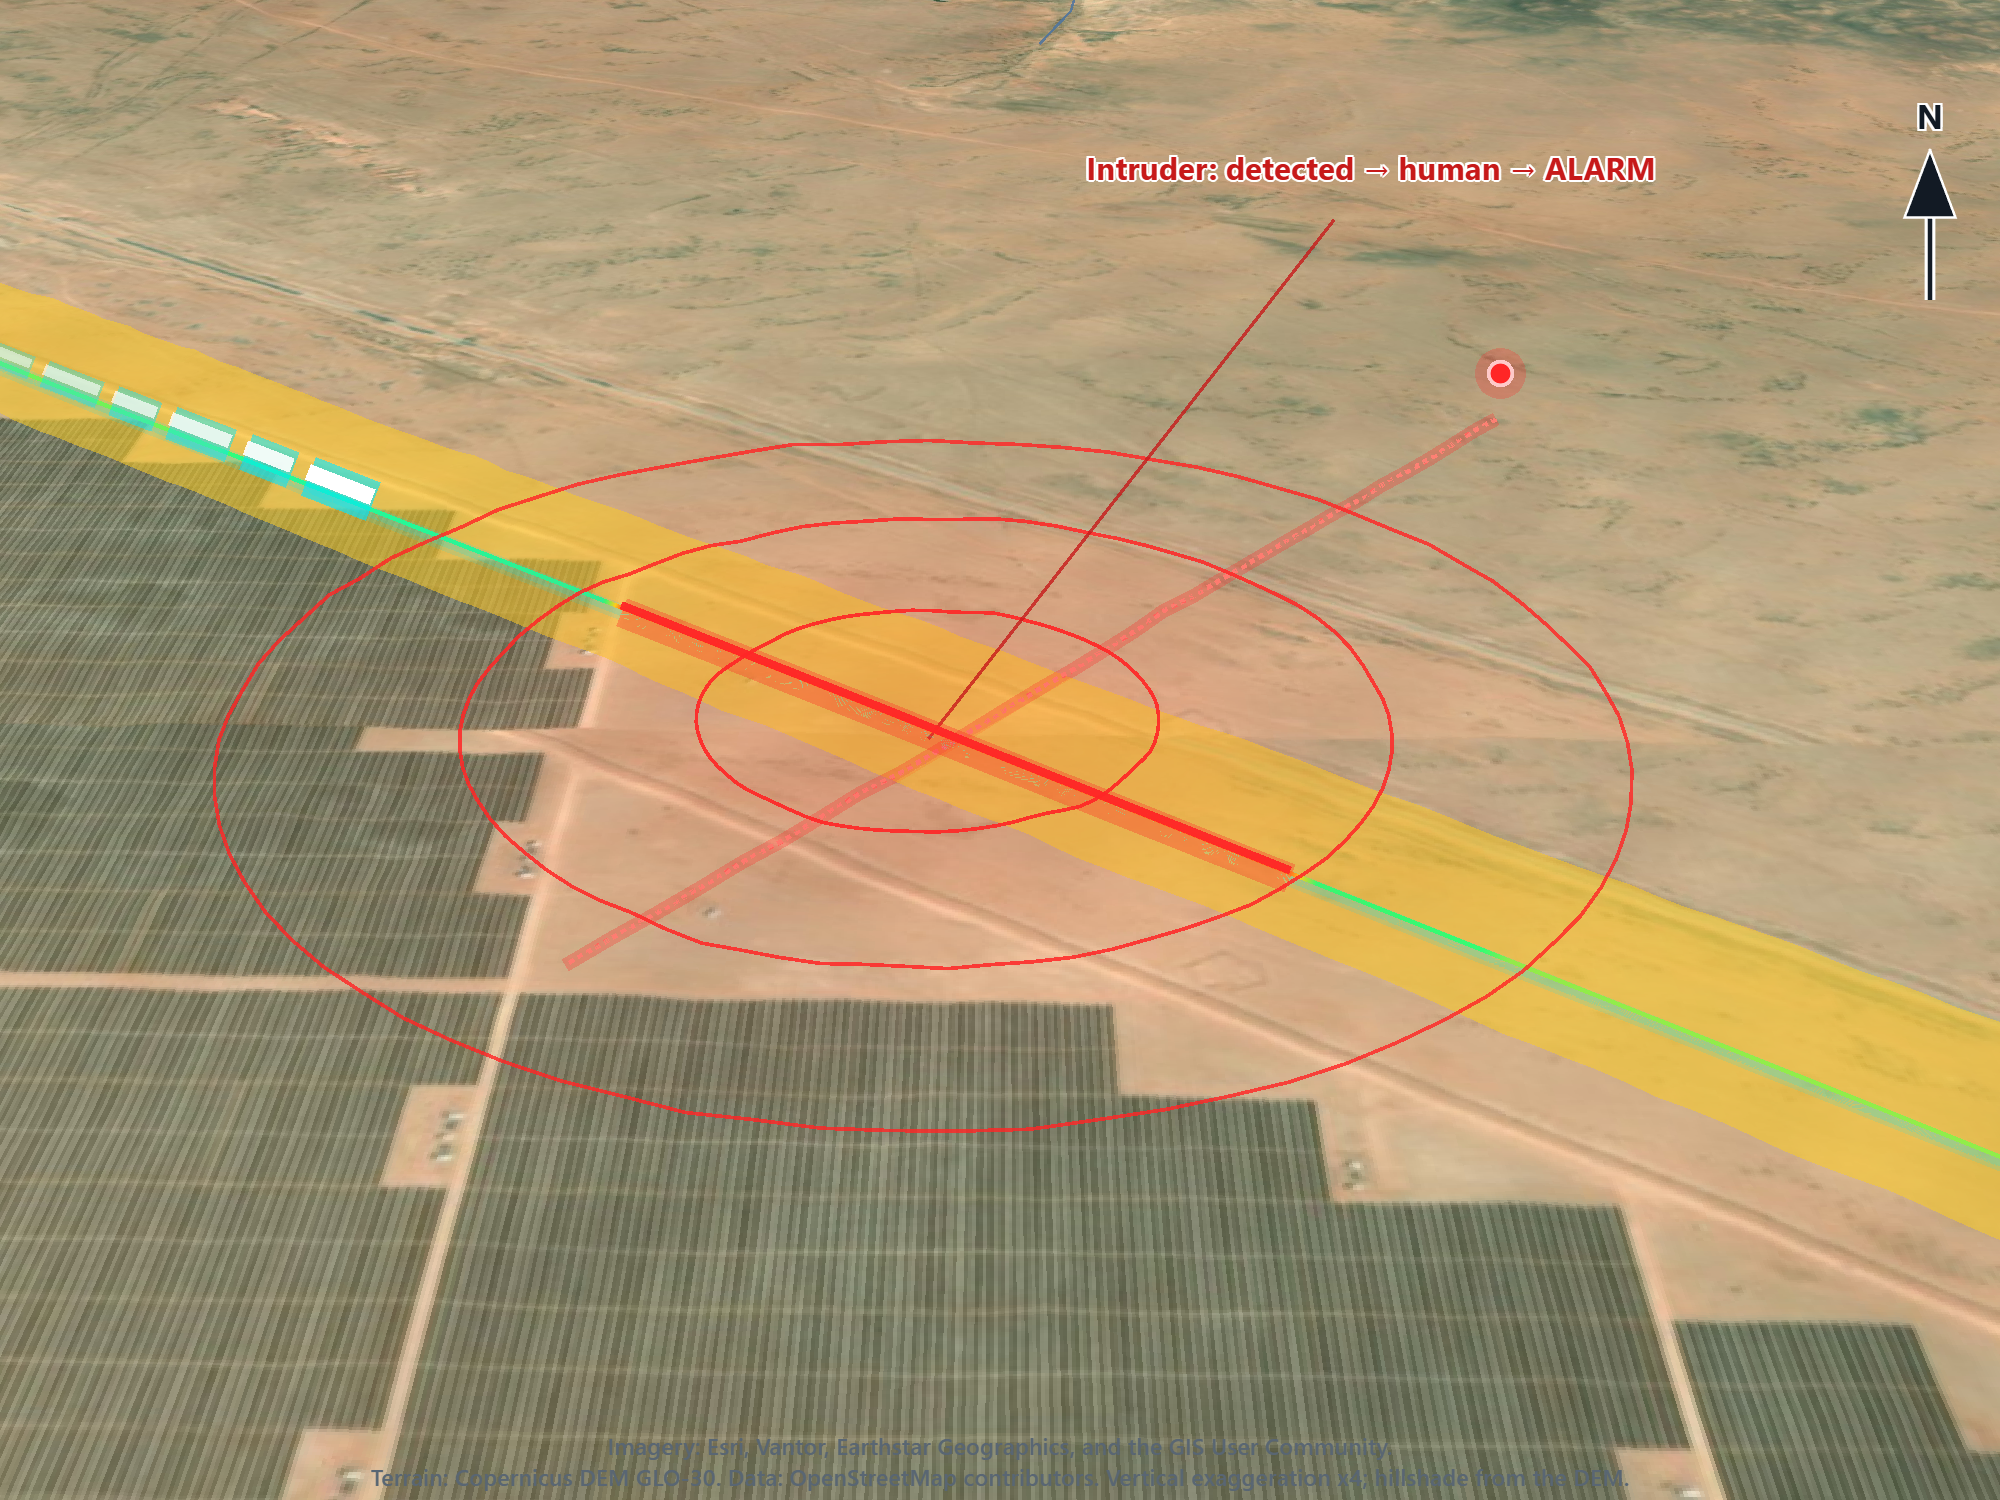 N
Intruder: detected → human → ALARM
Imagery: Esri, Vantor, Earthstar Geographics, and the GIS User Community.
Terrain: Copernicus DEM GLO-30. Data: OpenStreetMap contributors. Vertical exaggeration x4; hillshade from the DEM.